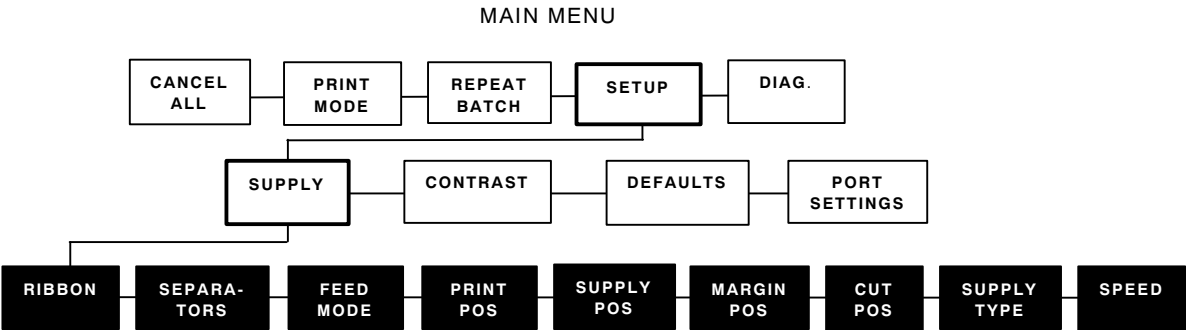 MAIN MENU
CANCEL ALL
PRINT MODE
REPEAT BATCH
SETUP
DIAG.
SUPPLY
CONTRAST
DEFAULTS
PORT SETTINGS
RIBBON
SEPARA-
TORS
FEED MODE
PRINT POS
SUPPLY POS
MARGIN POS
CUT POS
SUPPLY TYPE
SPEED